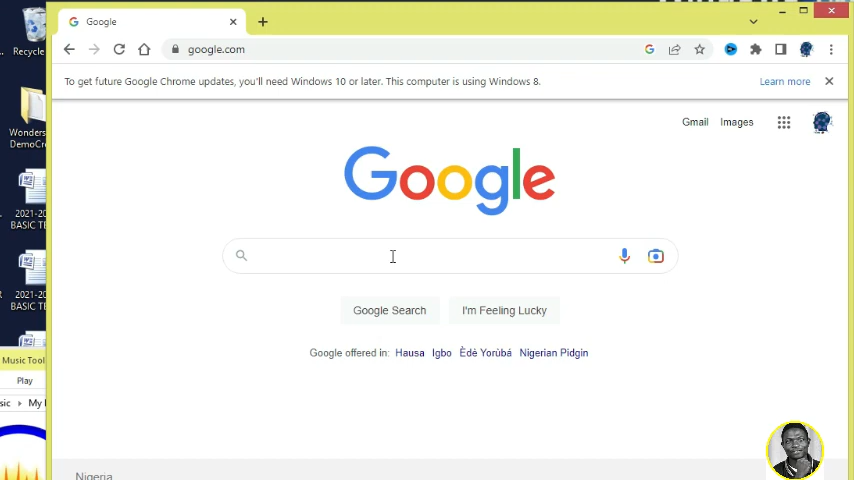 Recycle
Wonders
DemoCre
2021-20
BASIC TE
2021-20
BASIC TE
Music Tool
Play
sic ▸ My
Google
google.com
To get future Google Chrome updates, you'll need Windows 10 or later. This computer is using Windows 8.
Learn more
Gmail Images
Google
Google Search I'm Feeling Lucky
Google offered in: Hausa Igbo Èdè Yorùbá Nigerian Pidgin
Nigeria